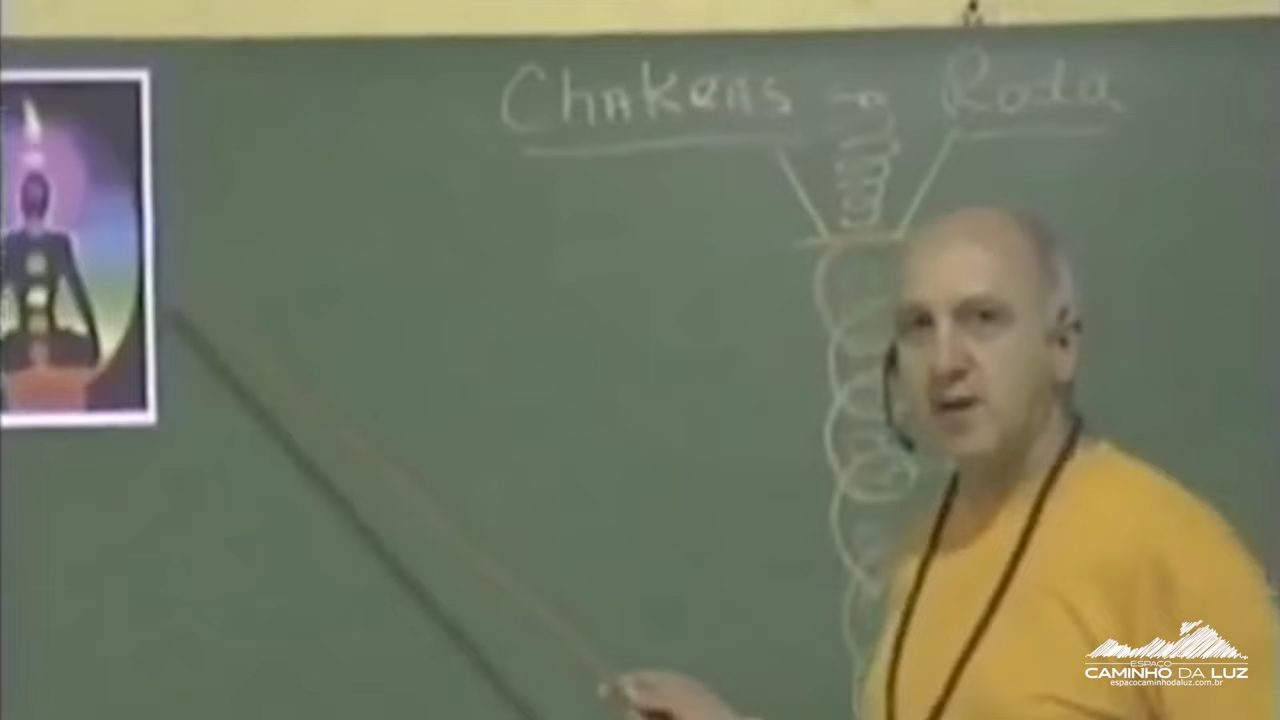 Chakras → Roda
ESPAÇO
CAMINHO DA LUZ
espacocaminhodaluz.com.br